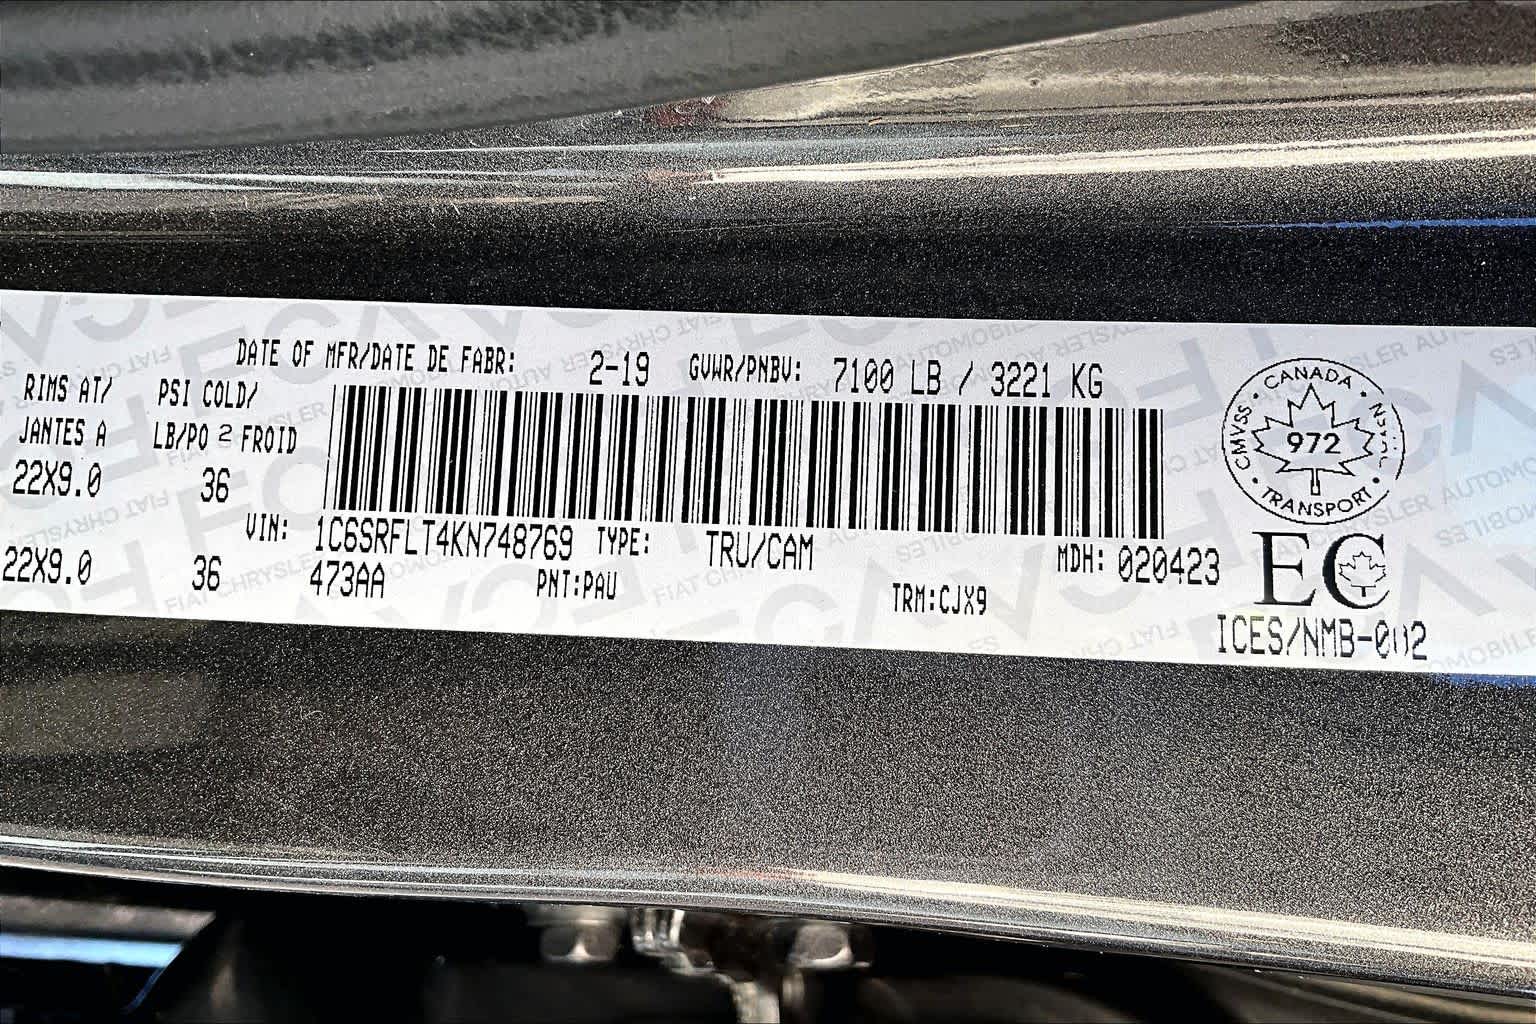 DATE OF MFR/DATE DE FABR: 2-19 GVWR/PNBV: 7100 LB / 3221 KG
RIMS AT/ PSI COLD/
JANTES A LB/PO 2 FROID
22X9.0 36
VIN: 1C6SRFLT4KN748769 TYPE: TRU/CAM MDH: 020423
22X9.0 36 473AA PNT:PAU TRM:CJX9
CANADA
CMVSS
972
TRANSPORT
EC
ICES/NMB-002